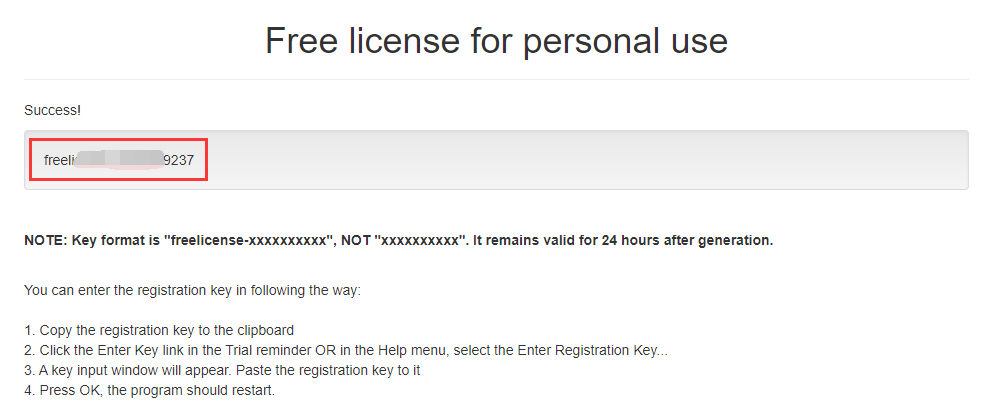 Free license for personal use
Success!
freeli 9237
NOTE: Key format is "freelicense-xxxxxxxxxx", NOT "xxxxxxxxxx". It remains valid for 24 hours after generation.
You can enter the registration key in following the way:
1. Copy the registration key to the clipboard
2. Click the Enter Key link in the Trial reminder OR in the Help menu, select the Enter Registration Key...
3. A key input window will appear. Paste the registration key to it
4. Press OK, the program should restart.